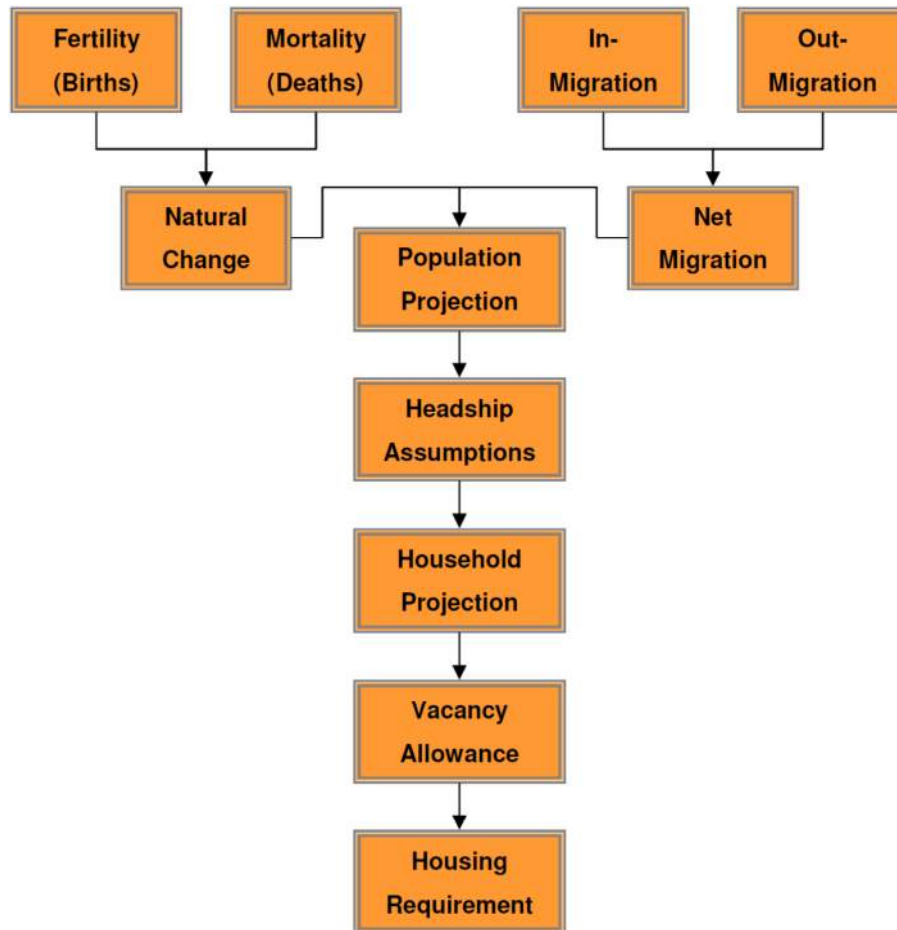 Fertility
(Births)
Mortality
(Deaths)
In-
Migration
Out-
Migration
Natural
Change
Net
Migration
Population
Projection
Headship
Assumptions
Household
Projection
Vacancy
Allowance
Housing
Requirement